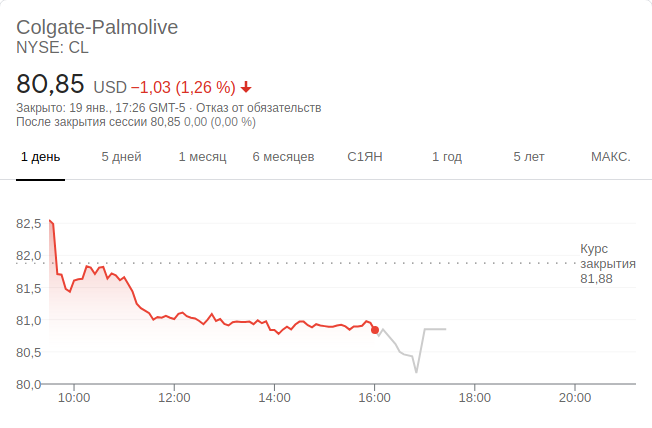 Colgate-Palmolive
NYSE: CL
80,85 USD −1,03 (1,26 %)
Закрыто: 19 янв., 17:26 GMT-5 · Отказ от обязательств
После закрытия сессии 80,85 0,00 (0,00 %)
1 день 5 дней 1 месяц 6 месяцев С1ЯН 1 год 5 лет МАКС.
82,5
82,0
81,5
81,0
80,5
80,0
Курс
закрытия
81,88
10:00 12:00 14:00 16:00 18:00 20:00